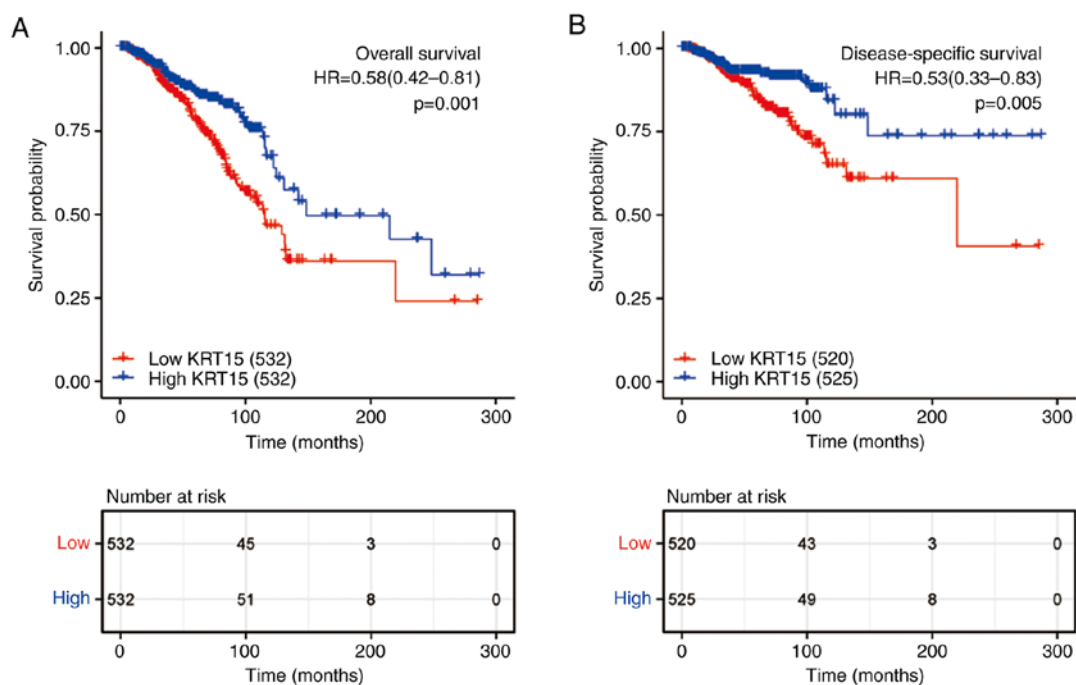 A
Overall survival
HR=0.58(0.42–0.81)
p=0.001
1.00
0.75
0.50
0.25
0.00
Survival probability
Low KRT15 (532)
High KRT15 (532)
0 100 200 300
Time (months)
Number at risk
Low 532 45 3 0
High 532 51 8 0
0 100 200 300
Time (months)
B
Disease-specific survival
HR=0.53(0.33–0.83)
p=0.005
1.00
0.75
0.50
0.25
0.00
Survival probability
Low KRT15 (520)
High KRT15 (525)
0 100 200 300
Time (months)
Number at risk
Low 520 43 3 0
High 525 49 8 0
0 100 200 300
Time (months)